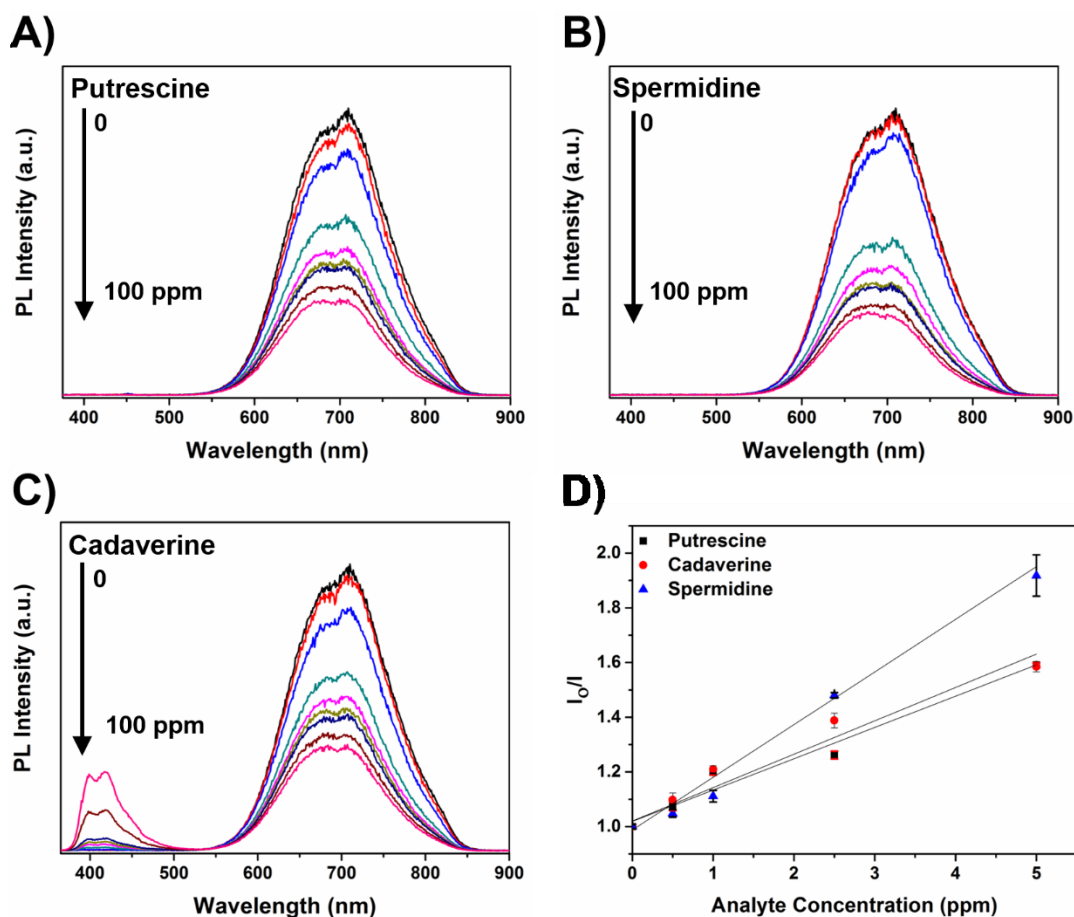 A)
Putrescine
0
100 ppm
PL Intensity (a.u.)
400 500 600 700 800 900
Wavelength (nm)
B)
Spermidine
0
100 ppm
PL Intensity (a.u.)
400 500 600 700 800 900
Wavelength (nm)
C)
Cadaverine
0
100 ppm
PL Intensity (a.u.)
400 500 600 700 800 900
Wavelength (nm)
D)
Putrescine
Cadaverine
Spermidine
I_O/I
2.0
1.8
1.6
1.4
1.2
1.0
0 1 2 3 4 5
Analyte Concentration (ppm)